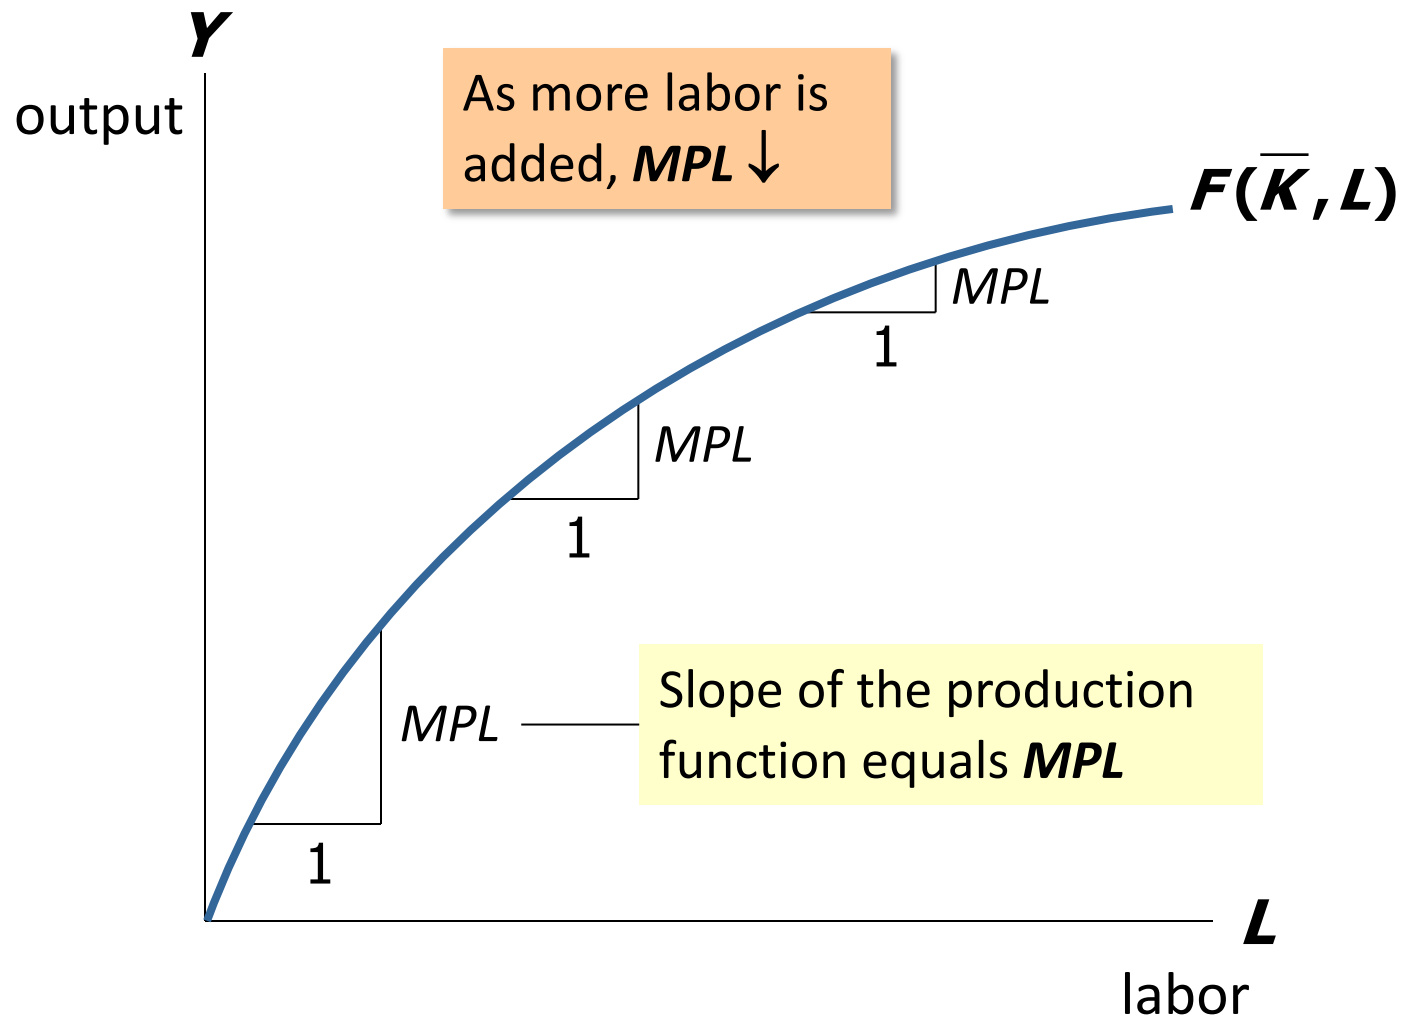 Y
output
As more labor is
added, MPL ↓
F(K̅,L)
MPL
1
MPL
1
Slope of the production
function equals MPL
MPL
1
L
labor